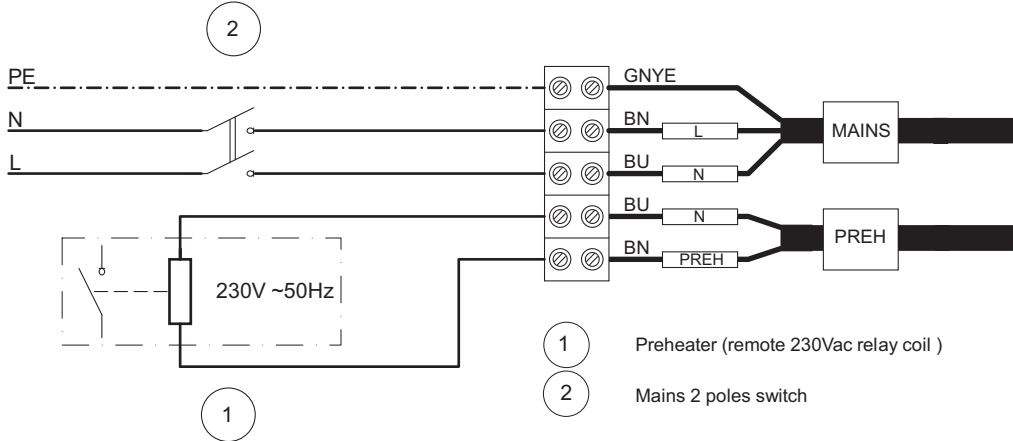 2
PE
GNYE
N
BN
L
MAINS
L
BU
N
BU
N
PREH
BN
PREH
230V ~50Hz
1
Preheater (remote 230Vac relay coil )
2
Mains 2 poles switch
1